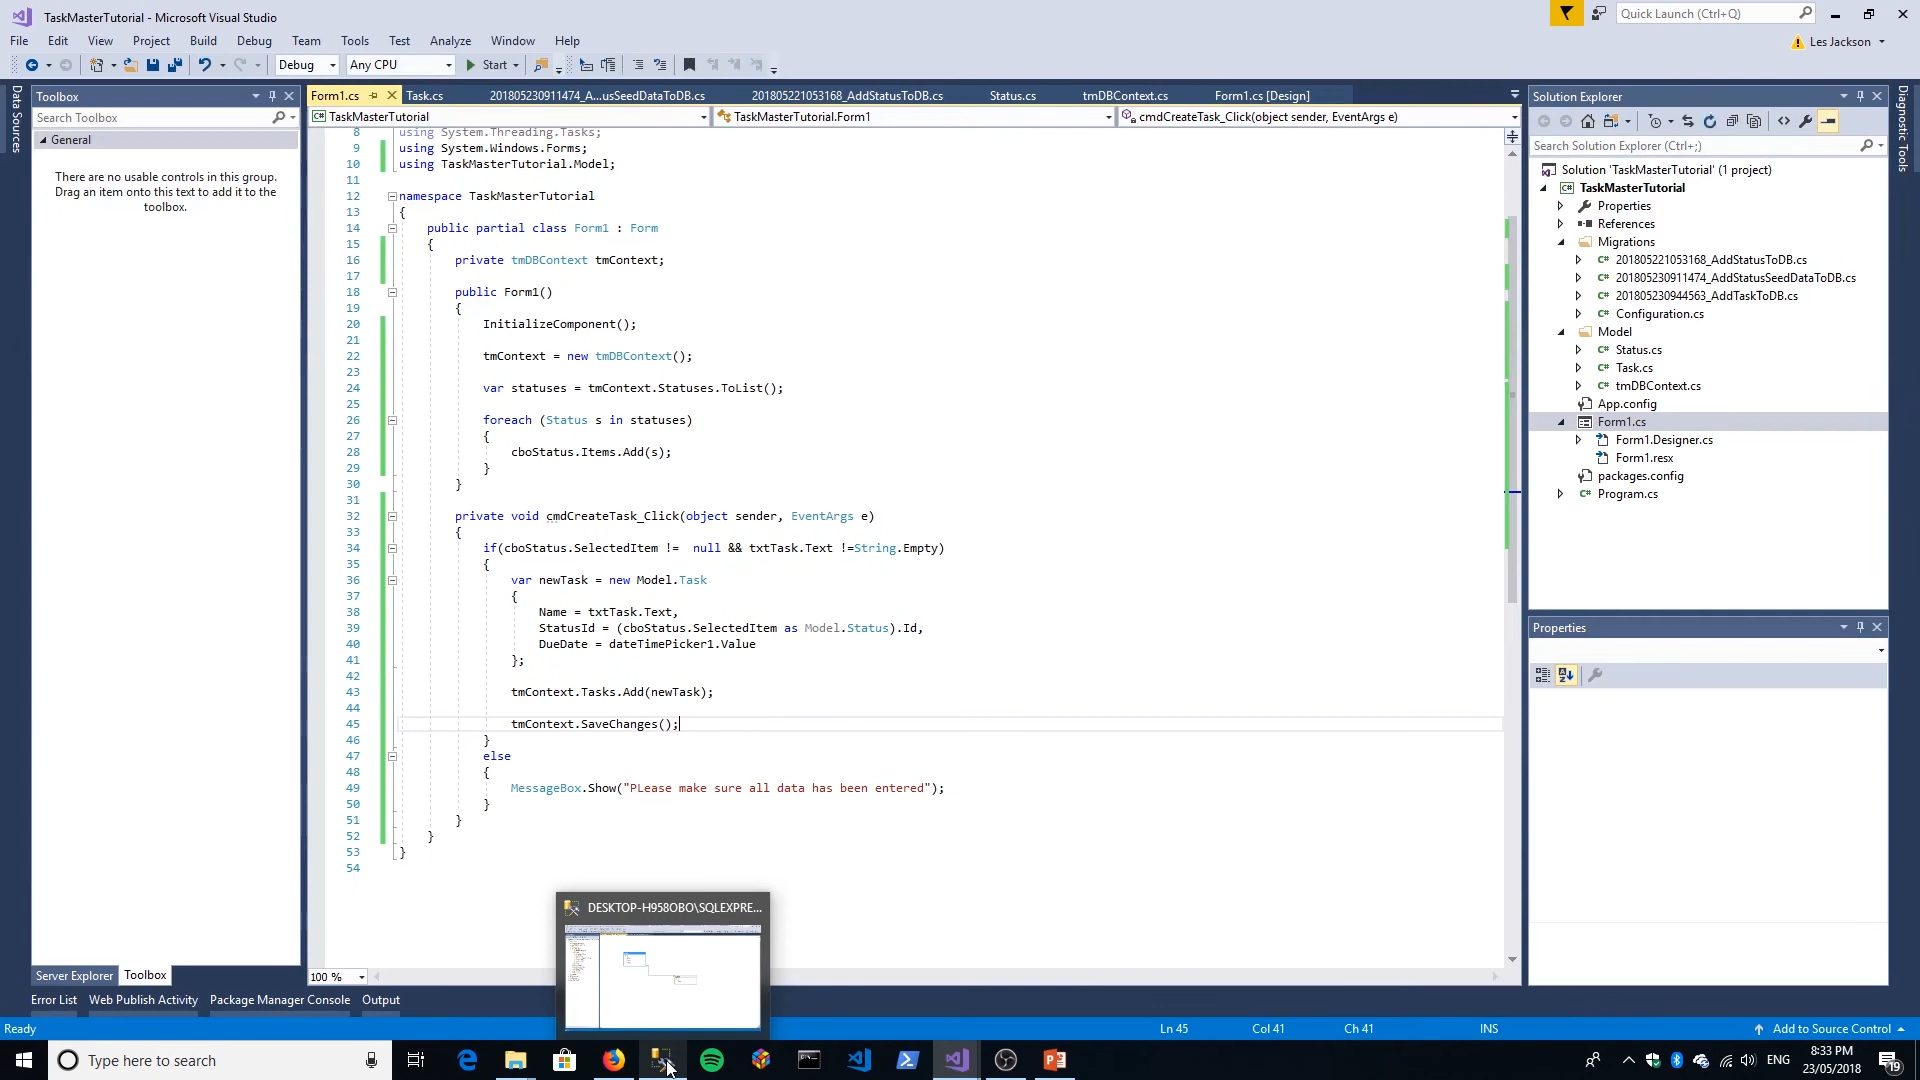 TaskMasterTutorial - Microsoft Visual Studio
Quick Launch (Ctrl+Q)
File Edit View Project Build Debug Team Tools Test Analyze Window Help
Les Jackson
Debug Any CPU Start
Data Sources
Toolbox
Search Toolbox
General
There are no usable controls in this group.
Drag an item onto this text to add it to the
toolbox.
Server Explorer Toolbox
Form1.cs Task.cs 201805230911474_A...usSeedDataToDB.cs 201805221053168_AddStatusToDB.cs Status.cs tmDBContext.cs Form1.cs [Design]
TaskMasterTutorial TaskMasterTutorial.Form1 cmdCreateTask_Click(object sender, EventArgs e)
8 using System.Threading.Tasks;
9 using System.Windows.Forms;
10 using TaskMasterTutorial.Model;
11
12 namespace TaskMasterTutorial
13 {
14 public partial class Form1 : Form
15 {
16 private tmDBContext tmContext;
17
18 public Form1()
19 {
20 InitializeComponent();
21
22 tmContext = new tmDBContext();
23
24 var statuses = tmContext.Statuses.ToList();
25
26 foreach (Status s in statuses)
27 {
28 cboStatus.Items.Add(s);
29 }
30 }
31
32 private void cmdCreateTask_Click(object sender, EventArgs e)
33 {
34 if(cboStatus.SelectedItem !=  null && txtTask.Text !=String.Empty)
35 {
36 var newTask = new Model.Task
37 {
38 Name = txtTask.Text,
39 StatusId = (cboStatus.SelectedItem as Model.Status).Id,
40 DueDate = dateTimePicker1.Value
41 };
42
43 tmContext.Tasks.Add(newTask);
44
45 tmContext.SaveChanges();
46 }
47 else
48 {
49 MessageBox.Show("PLease make sure all data has been entered");
50 }
51 }
52 }
53 }
54
100 %
Solution Explorer
Search Solution Explorer (Ctrl+;)
Solution 'TaskMasterTutorial' (1 project)
TaskMasterTutorial
Properties
References
Migrations
201805221053168_AddStatusToDB.cs
201805230911474_AddStatusSeedDataToDB.cs
201805230944563_AddTaskToDB.cs
Configuration.cs
Model
Status.cs
Task.cs
tmDBContext.cs
App.config
Form1.cs
Form1.Designer.cs
Form1.resx
packages.config
Program.cs
Properties
Diagnostic Tools
DESKTOP-H958OBO\SQLEXPRE...
Error List Web Publish Activity Package Manager Console Output
Ready Ln 45 Col 41 Ch 41 INS Add to Source Control
Type here to search
ENG
8:33 PM
23/05/2018
19